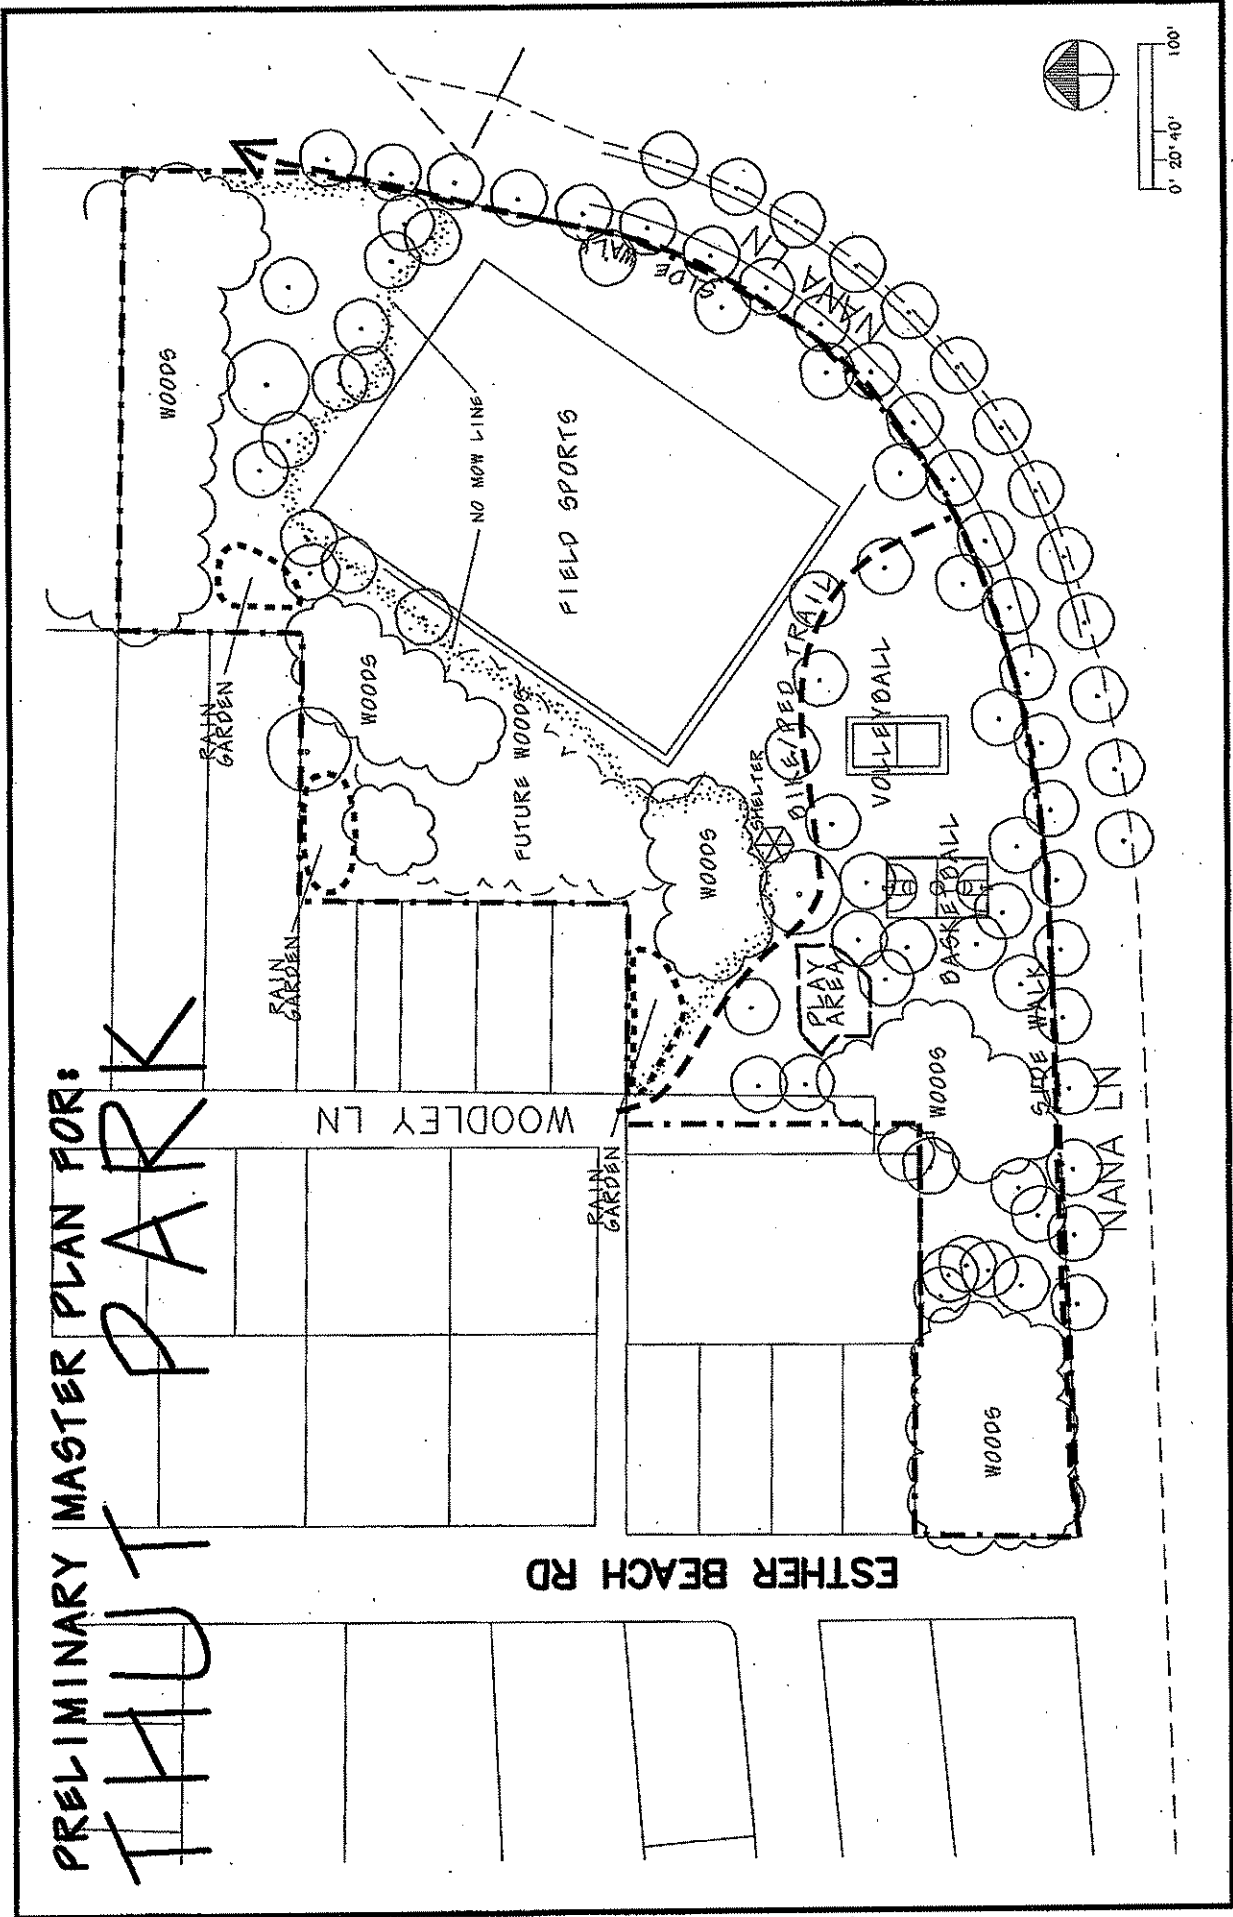 PRELIMINARY MASTER PLAN FOR:
THUT PARK
WOODS
RAIN
GARDEN
WOODS
NO MOW LINE
FIELD SPORTS
SIDE WALK
NANA LN
RAIN
GARDEN
FUTURE WOODS
WOODS
SHELTER
BIKE/PED TRAIL
VOLLEYBALL
BASKETBALL
PLAY
AREA
WOODLEY LN
RAIN
GARDEN
WOODS
SIDE WALK
NANA LN
WOODS
ESTHER BEACH RD
0' 20' 40' 100'